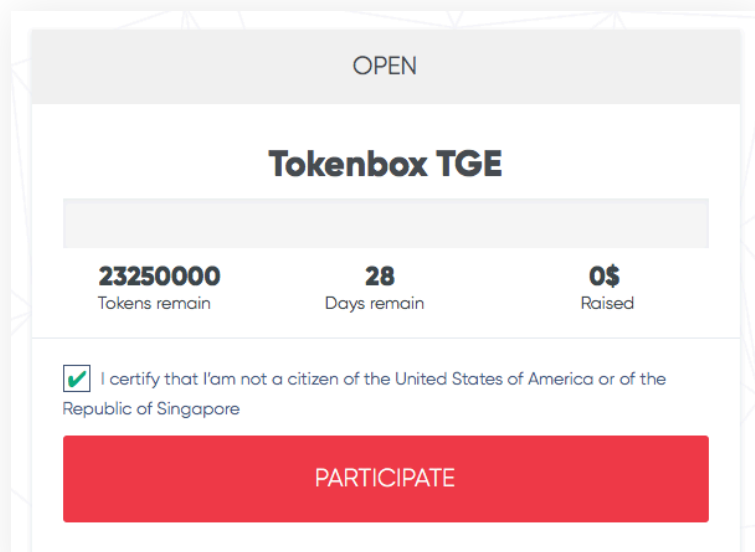 OPEN
Tokenbox TGE
23250000 28 0$
Tokens remain Days remain Raised
I certify that I'am not a citizen of the United States of America or of the
Republic of Singapore
PARTICIPATE